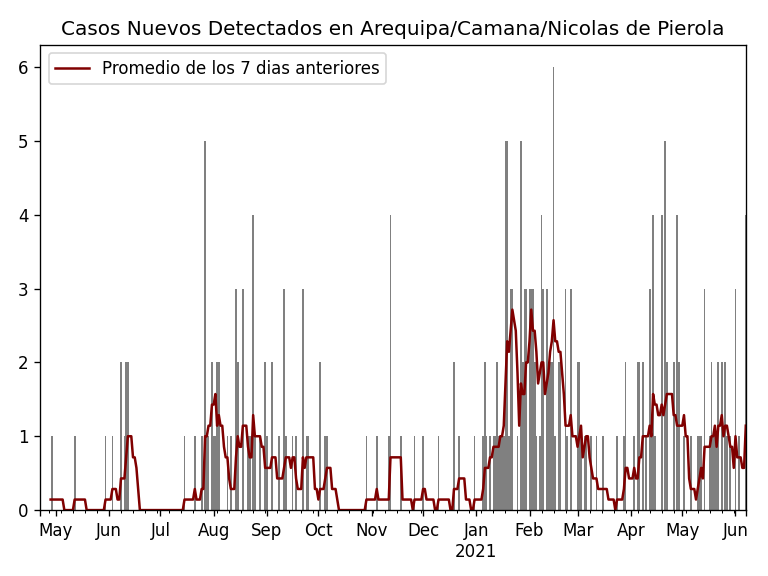 Casos Nuevos Detectados en Arequipa/Camana/Nicolas de Pierola
Promedio de los 7 dias anteriores
6
5
4
3
2
1
0
May Jun Jul Aug Sep Oct Nov Dec Jan Feb Mar Apr May Jun
2021